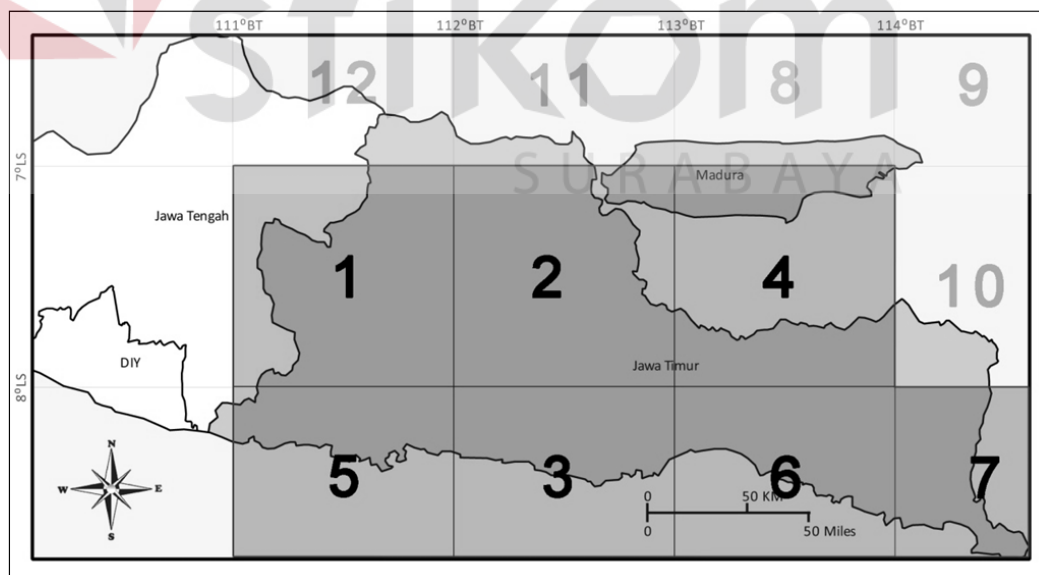 stikom
SURABAYA
111°BT 112°BT 113°BT 114°BT
12 11 8 9
7°LS
Madura
Jawa Tengah
1 2 4 10
DIY
Jawa Timur
8°LS
N
W E
S
5 3 6 7
0 50 KM
0 50 Miles